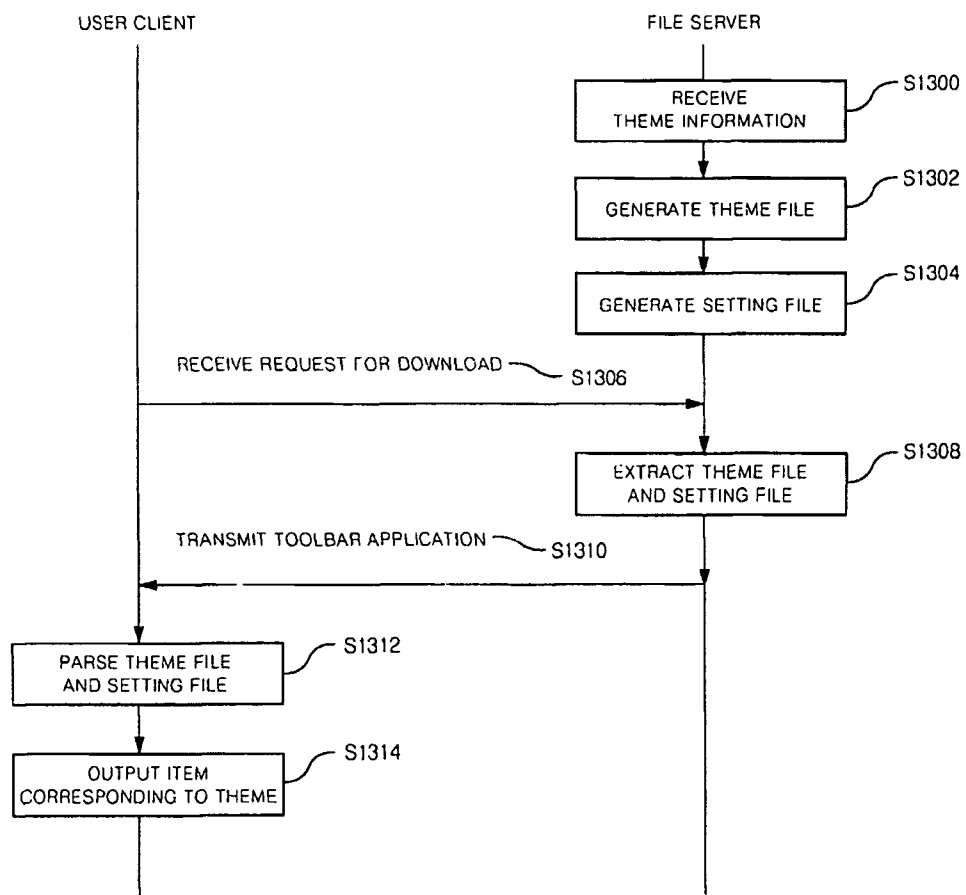 USER CLIENT
FILE SERVER
RECEIVE
THEME INFORMATION
S1300
GENERATE THEME FILE
S1302
GENERATE SETTING FILE
S1304
RECEIVE REQUEST FOR DOWNLOAD
S1306
EXTRACT THEME FILE
AND SETTING FILE
S1308
TRANSMIT TOOLBAR APPLICATION
S1310
PARSE THEME FILE
AND SETTING FILE
S1312
OUTPUT ITEM
CORRESPONDING TO THEME
S1314